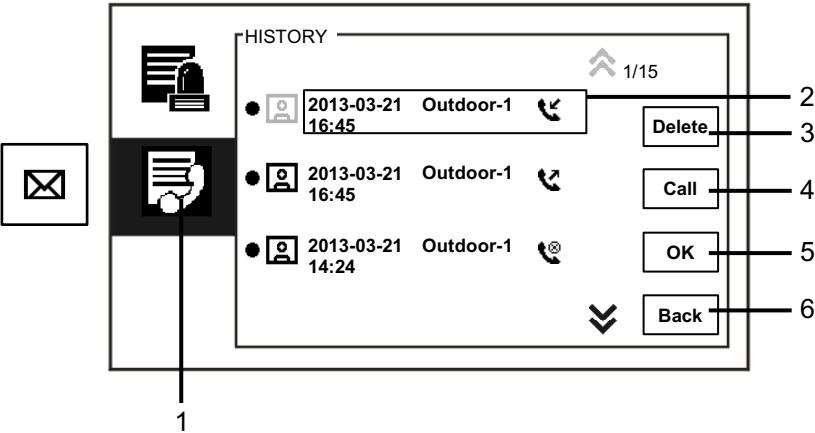 HISTORY
1/15
2013-03-21 Outdoor-1
16:45
2
Delete
3
2013-03-21 Outdoor-1
16:45
Call
4
2013-03-21 Outdoor-1
14:24
OK
5
Back
6
1